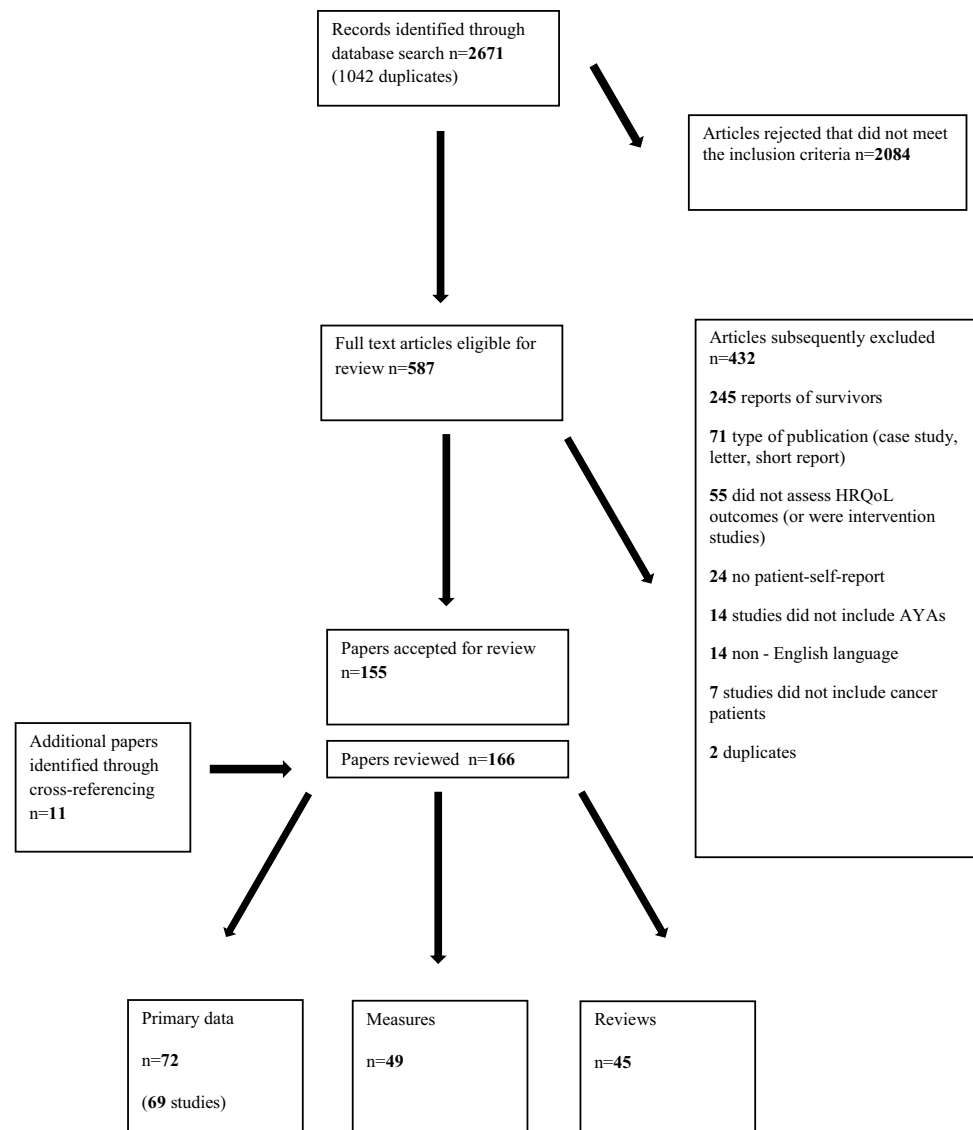 Records identified through
database search n=2671
(1042 duplicates)
Articles rejected that did not meet
the inclusion criteria n=2084
Full text articles eligible for
review n=587
Articles subsequently excluded
n=432
245 reports of survivors
71 type of publication (case study,
letter, short report)
55 did not assess HRQoL
outcomes (or were intervention
studies)
24 no patient-self-report
14 studies did not include AYAs
14 non - English language
7 studies did not include cancer
patients
2 duplicates
Papers accepted for review
n=155
Additional papers
identified through
cross-referencing
n=11
Papers reviewed n=166
Primary data
n=72
(69 studies)
Measures
n=49
Reviews
n=45